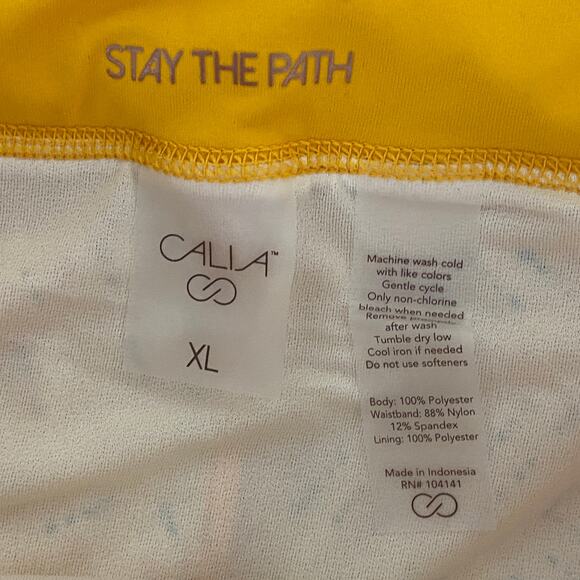 STAY THE PATH
CALIA™
XL
Machine wash cold
with like colors
Gentle cycle
Only non-chlorine
bleach when needed
Remove promptly
after wash
Tumble dry low
Cool iron if needed
Do not use softeners
Body: 100% Polyester
Waistband: 88% Nylon
12% Spandex
Lining: 100% Polyester
Made in Indonesia
RN# 104141